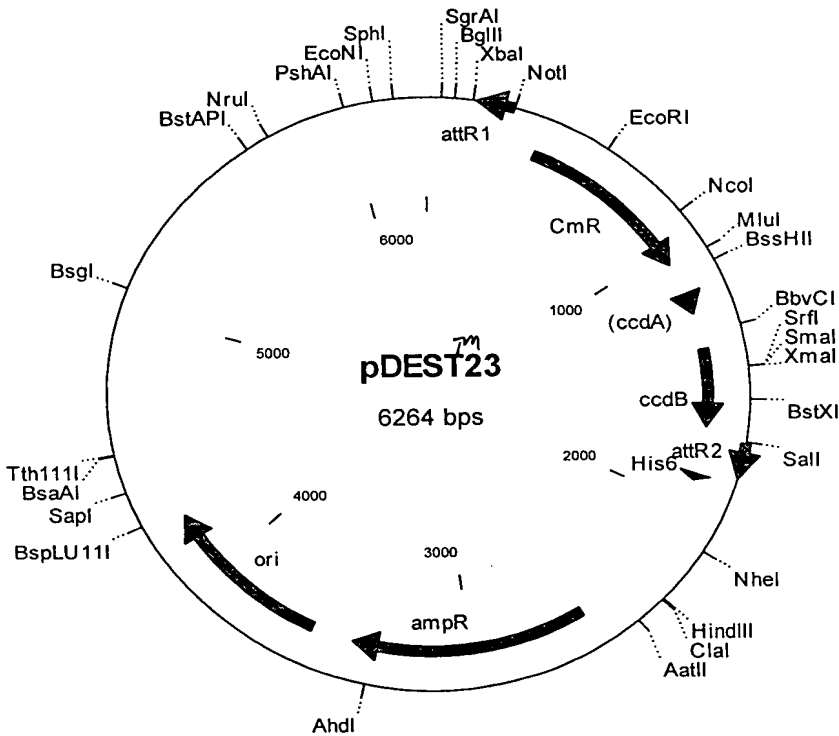 SgrAI
BglII
XbaI
NotI
SphI
EcoNI
PshAI
NruI
BstAPI
EcoRI
attR1
NcoI
CmR
MluI
BssHII
6000
BsgI
1000
(ccdA)
BbvCI
SrfI
SmaI
XmaI
5000
pDEST™23
6264 bps
ccdB
BstXI
attR2
SalI
His6
2000
Tth111I
BsaAI
SapI
BspLU11I
4000
ori
3000
ampR
NheI
HindIII
ClaI
AatII
AhdI